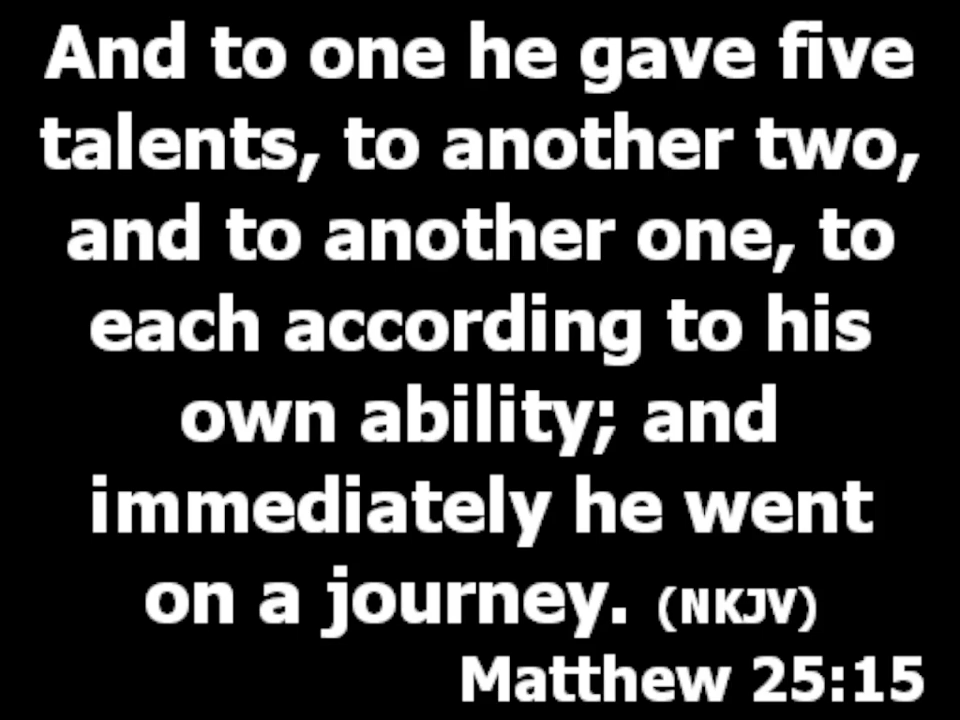 And to one he gave five
talents, to another two,
and to another one, to
each according to his
own ability; and
immediately he went
on a journey. (NKJV)
Matthew 25:15